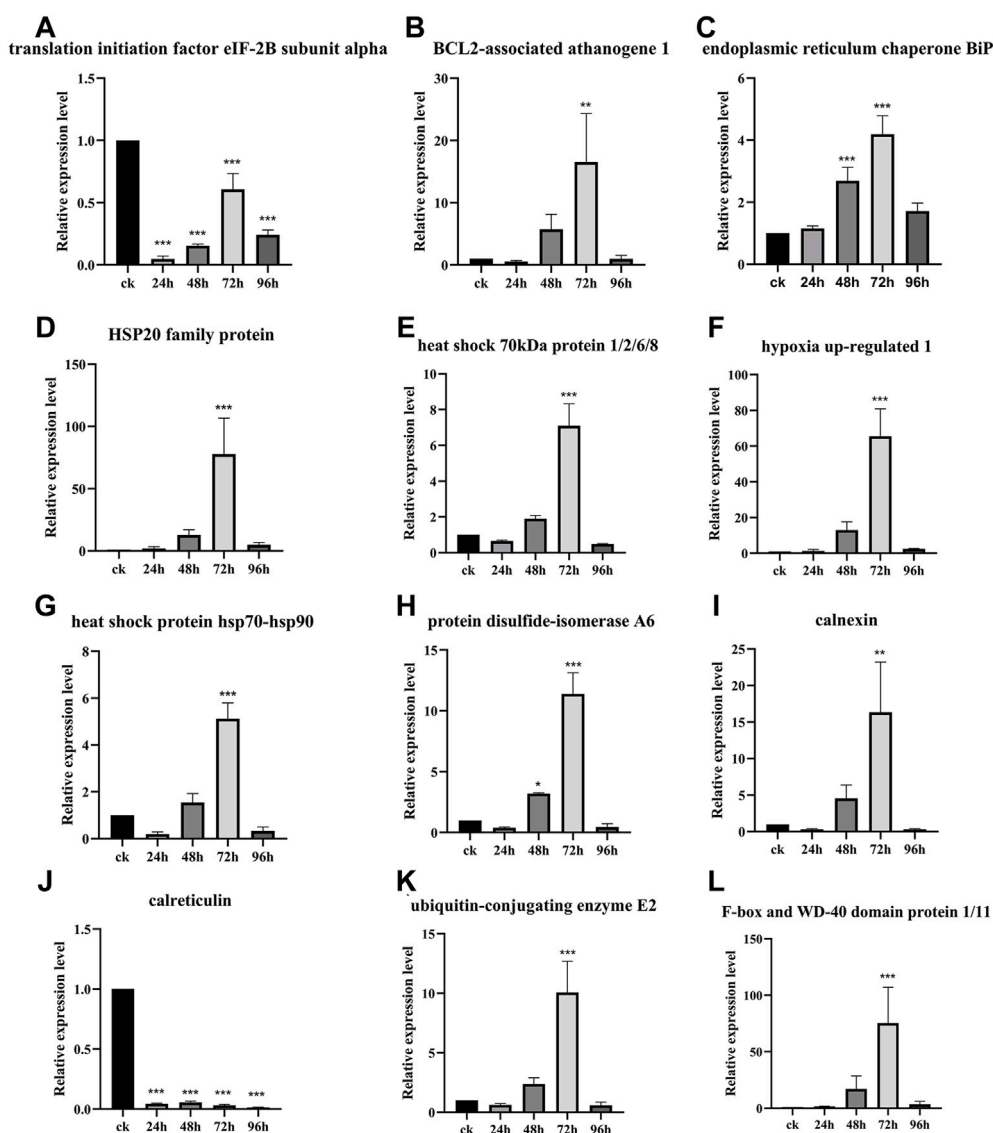 A
translation initiation factor eIF-2B subunit alpha
Relative expression level
1.5
1.0
0.5
0.0
***
***
***
***
ck 24h 48h 72h 96h
B
BCL2-associated athanogene 1
Relative expression level
30
20
10
0
**
ck 24h 48h 72h 96h
C
endoplasmic reticulum chaperone BiP
Relative expression level
6
4
2
0
***
***
ck 24h 48h 72h 96h
D
HSP20 family protein
Relative expression level
150
100
50
0
***
ck 24h 48h 72h 96h
E
heat shock 70kDa protein 1/2/6/8
Relative expression level
10
8
6
4
2
0
***
ck 24h 48h 72h 96h
F
hypoxia up-regulated 1
Relative expression level
100
80
60
40
20
0
***
ck 24h 48h 72h 96h
G
heat shock protein hsp70-hsp90
Relative expression level
8
6
4
2
0
***
ck 24h 48h 72h 96h
H
protein disulfide-isomerase A6
Relative expression level
15
10
5
0
*
***
ck 24h 48h 72h 96h
I
calnexin
Relative expression level
25
20
15
10
5
0
**
ck 24h 48h 72h 96h
J
calreticulin
Relative expression level
1.5
1.0
0.5
0.0
*** *** *** ***
ck 24h 48h 72h 96h
K
ubiquitin-conjugating enzyme E2
Relative expression level
15
10
5
0
***
ck 24h 48h 72h 96h
L
F-box and WD-40 domain protein 1/11
Relative expression level
150
100
50
0
***
ck 24h 48h 72h 96h